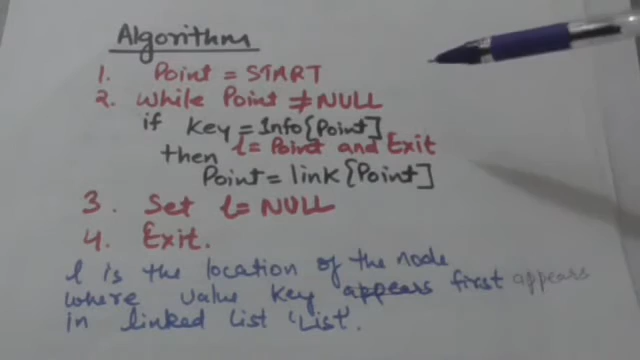 Algorithm
1. Point = START
2. While Point ≠ NULL
if key = Info[Point]
then l = Point and Exit
Point = link[Point]
3. Set l = NULL
4. Exit.
l is the location of the node
where value key appears first appears
in linked list 'List'.